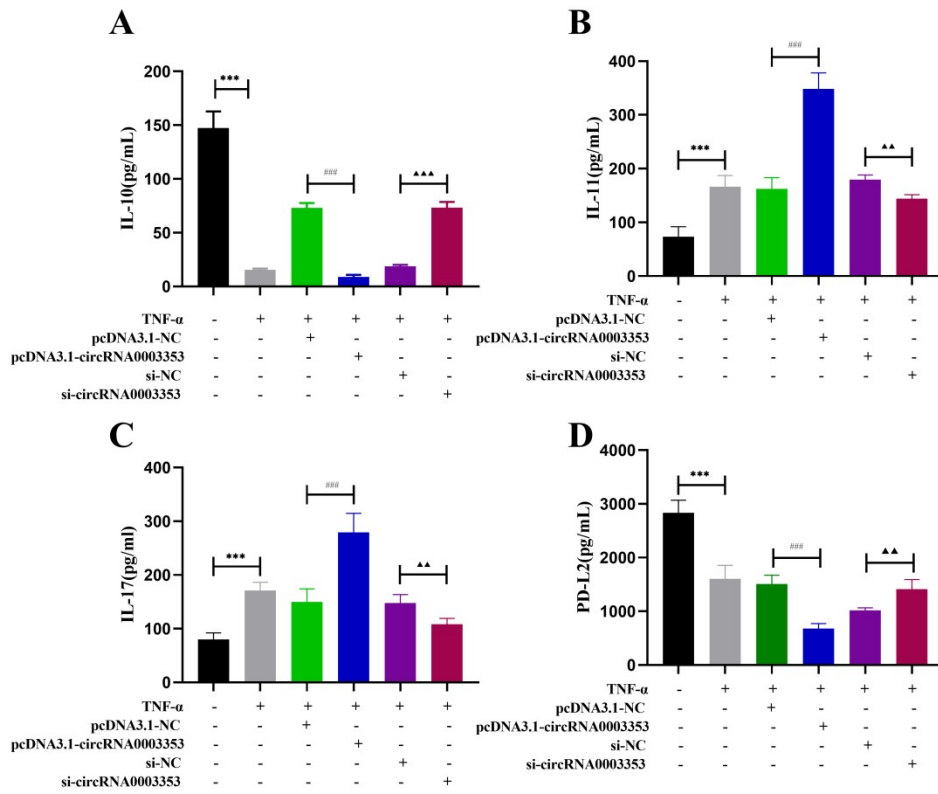 A
IL-10(pg/mL)
200
150
100
50
0
***
###
▲▲▲
TNF-α - + + + + +
pcDNA3.1-NC - - + - - -
pcDNA3.1-circRNA0003353 - - - + - -
si-NC - - - - + -
si-circRNA0003353 - - - - - +
B
IL-11(pg/mL)
400
300
200
100
0
***
###
▲▲
TNF-α - + + + + +
pcDNA3.1-NC - - + - - -
pcDNA3.1-circRNA0003353 - - - + - -
si-NC - - - - + -
si-circRNA0003353 - - - - - +
C
IL-17(pg/ml)
400
300
200
100
0
***
###
▲▲
TNF-α - + + + + +
pcDNA3.1-NC - - + - - -
pcDNA3.1-circRNA0003353 - - - + - -
si-NC - - - - + -
si-circRNA0003353 - - - - - +
D
PD-L2(pg/mL)
4000
3000
2000
1000
0
***
###
▲▲
TNF-α - + + + + +
pcDNA3.1-NC - - + - - -
pcDNA3.1-circRNA0003353 - - - + - -
si-NC - - - - + -
si-circRNA0003353 - - - - - +